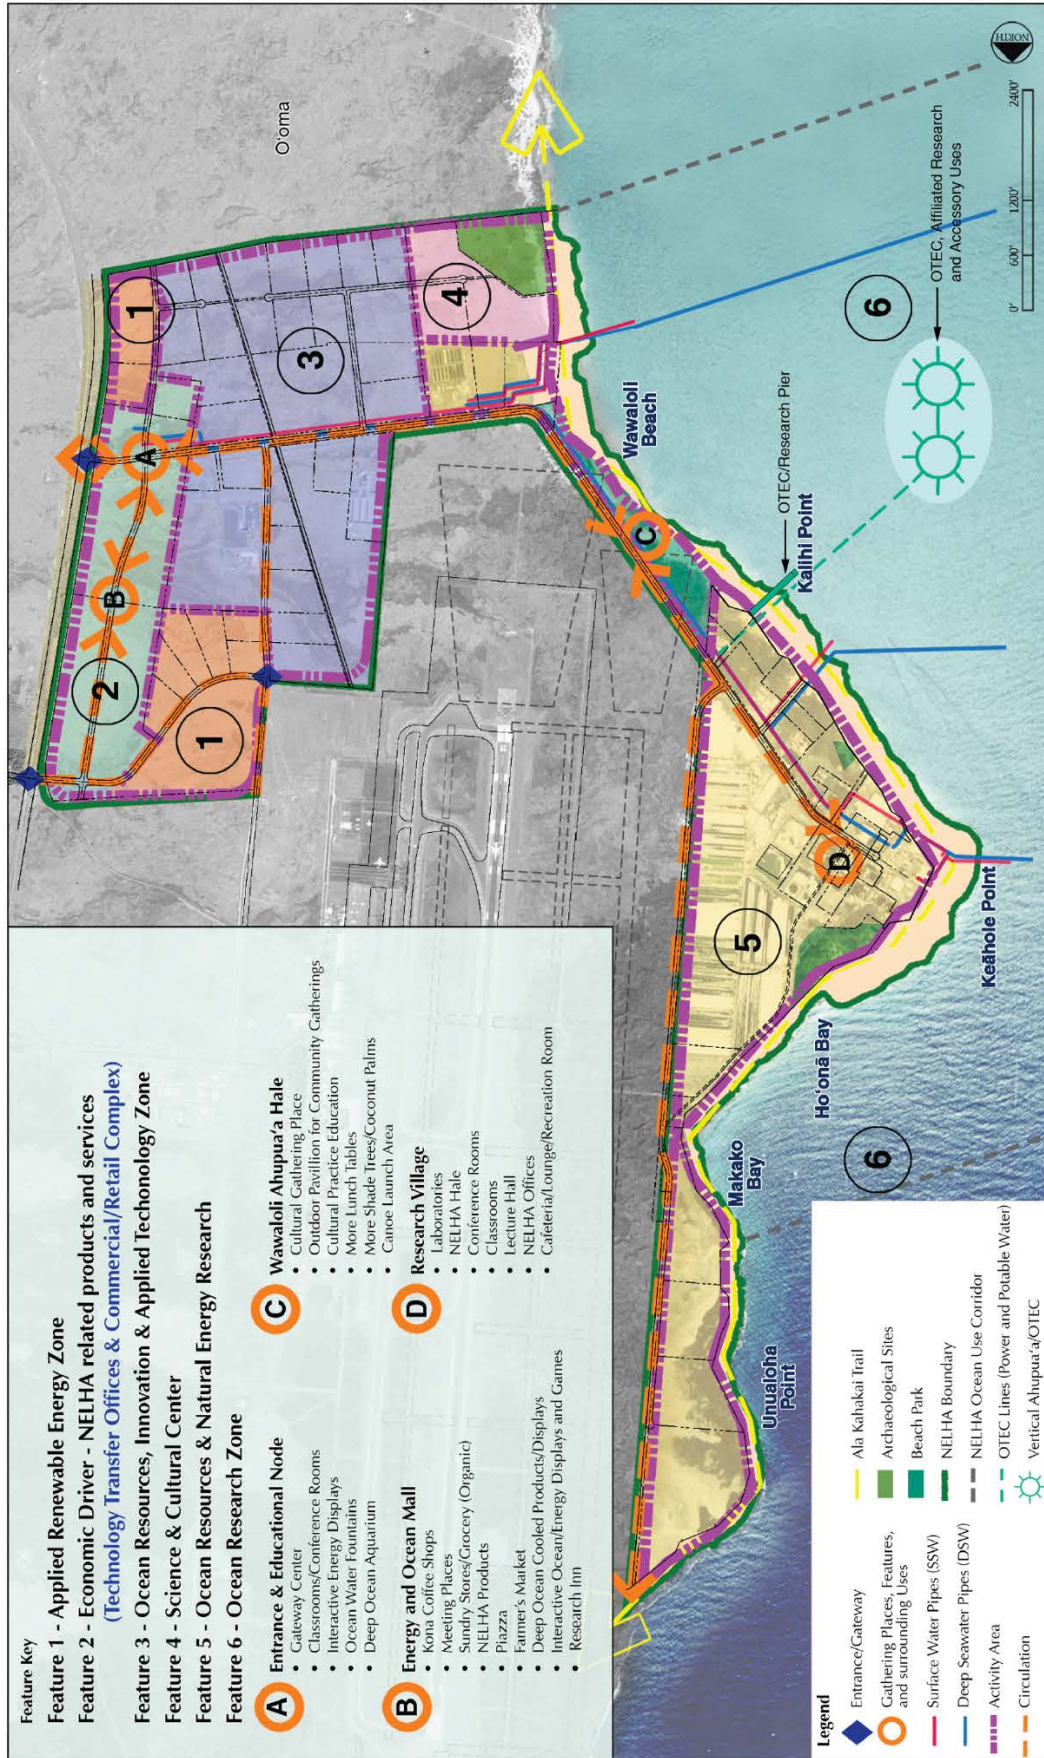 Feature Key
Feature 1 - Applied Renewable Energy Zone
Feature 2 - Economic Driver - NELHA related products and services
(Technology Transfer Offices & Commercial/Retail Complex)
Feature 3 - Ocean Resources, Innovation & Applied Techonology Zone
Feature 4 - Science & Cultural Center
Feature 5 - Ocean Resources & Natural Energy Research
Feature 6 - Ocean Research Zone
A
Entrance & Educational Node
• Gateway Center
• Classrooms/Conference Rooms
• Interactive Energy Displays
• Ocean Water Fountains
• Deep Ocean Aquarium
B
Energy and Ocean Mall
• Kona Coffee Shops
• Meeting Places
• Sundry Stores/Grocery (Organic)
• NELHA Products
• Piazza
• Farmer's Market
• Deep Ocean Cooled Products/Displays
• Interactive Ocean/Energy Displays and Games
• Research Inn
C
Wawaloli Ahupua'a Hale
• Cultural Gathering Place
• Outdoor Pavillion for Community Gatherings
• Cultural Practice Education
• More Lunch Tables
• More Shade Trees/Coconut Palms
• Canoe Launch Area
D
Research Village
• Laboratories
• NELHA Hale
• Conference Rooms
• Classrooms
• Lecture Hall
• NELHA Offices
• Cafeteria/Lounge/Recreation Room
Legend
Entrance/Gateway
Gathering Places, Features,
and surrounding Uses
Surface Water Pipes (SSW)
Deep Seawater Pipes (DSW)
Activity Area
Circulation
Ala Kahakai Trail
Archaeological Sites
Beach Park
NELHA Boundary
NELHA Ocean Use Corridor
OTEC Lines (Power and Potable Water)
Vertical Ahupua'a/OTEC
2
B
A
1
1
3
4
O'oma
C
Wawaloli
Beach
5
D
OTEC/Research Pier
Kalihi Point
6
OTEC, Affiliated Research
and Accessory Uses
Unualoha
Point
Makako
Bay
Ho'onā Bay
6
Keāhole Point
0'
600'
1200'
2400'
NORTH